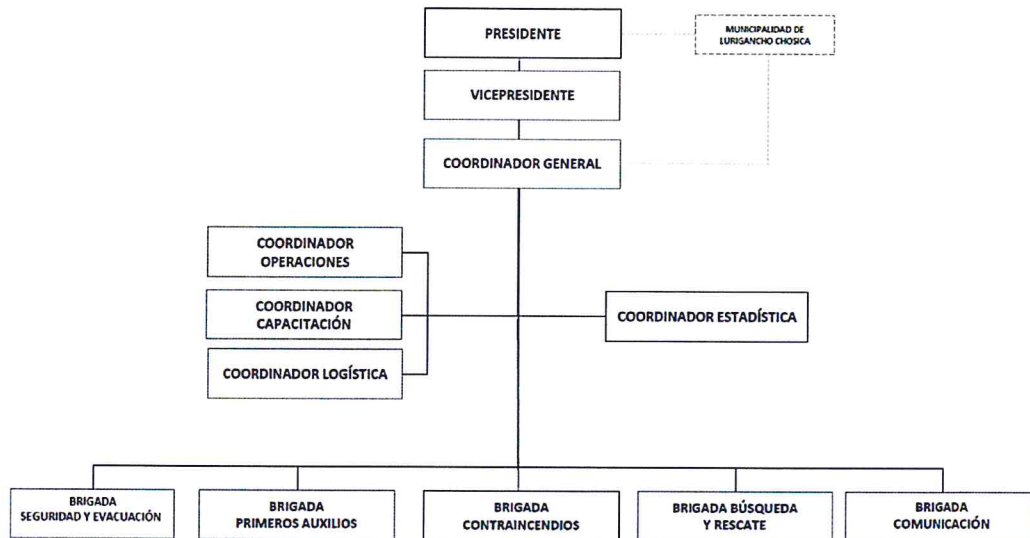 PRESIDENTE
MUNICIPALIDAD DE
LURIGANCHO CHOSICA
VICEPRESIDENTE
COORDINADOR GENERAL
COORDINADOR
OPERACIONES
COORDINADOR
CAPACITACIÓN
COORDINADOR ESTADÍSTICA
COORDINADOR LOGÍSTICA
BRIGADA
SEGURIDAD Y EVACUACIÓN
BRIGADA
PRIMEROS AUXILIOS
BRIGADA
CONTRAINCENDIOS
BRIGADA BÚSQUEDA
Y RESCATE
BRIGADA
COMUNICACIÓN